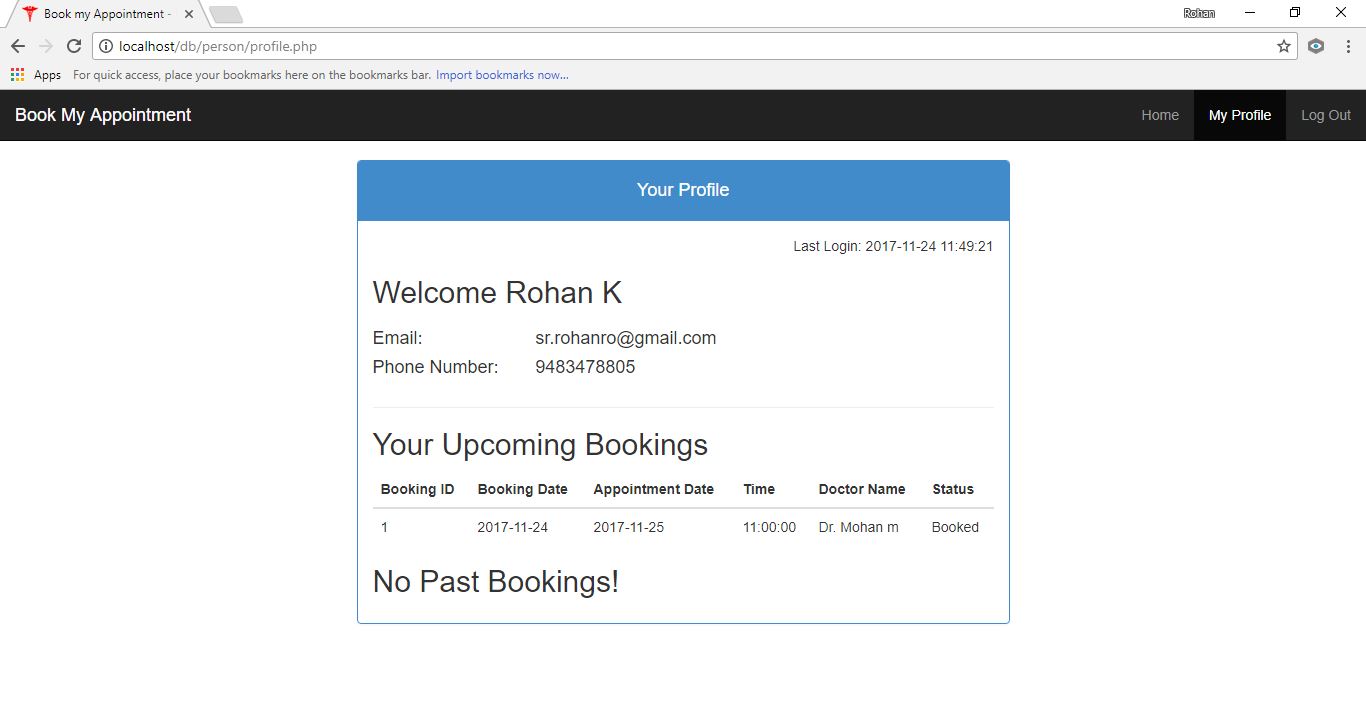 Book my Appointment -
Rohan
localhost/db/person/profile.php
Apps For quick access, place your bookmarks here on the bookmarks bar. Import bookmarks now...
Book My Appointment Home My Profile Log Out
Your Profile
Last Login: 2017-11-24 11:49:21
Welcome Rohan K
Email: sr.rohanro@gmail.com
Phone Number: 9483478805
Your Upcoming Bookings
Booking ID Booking Date Appointment Date Time Doctor Name Status
1 2017-11-24 2017-11-25 11:00:00 Dr. Mohan m Booked
No Past Bookings!